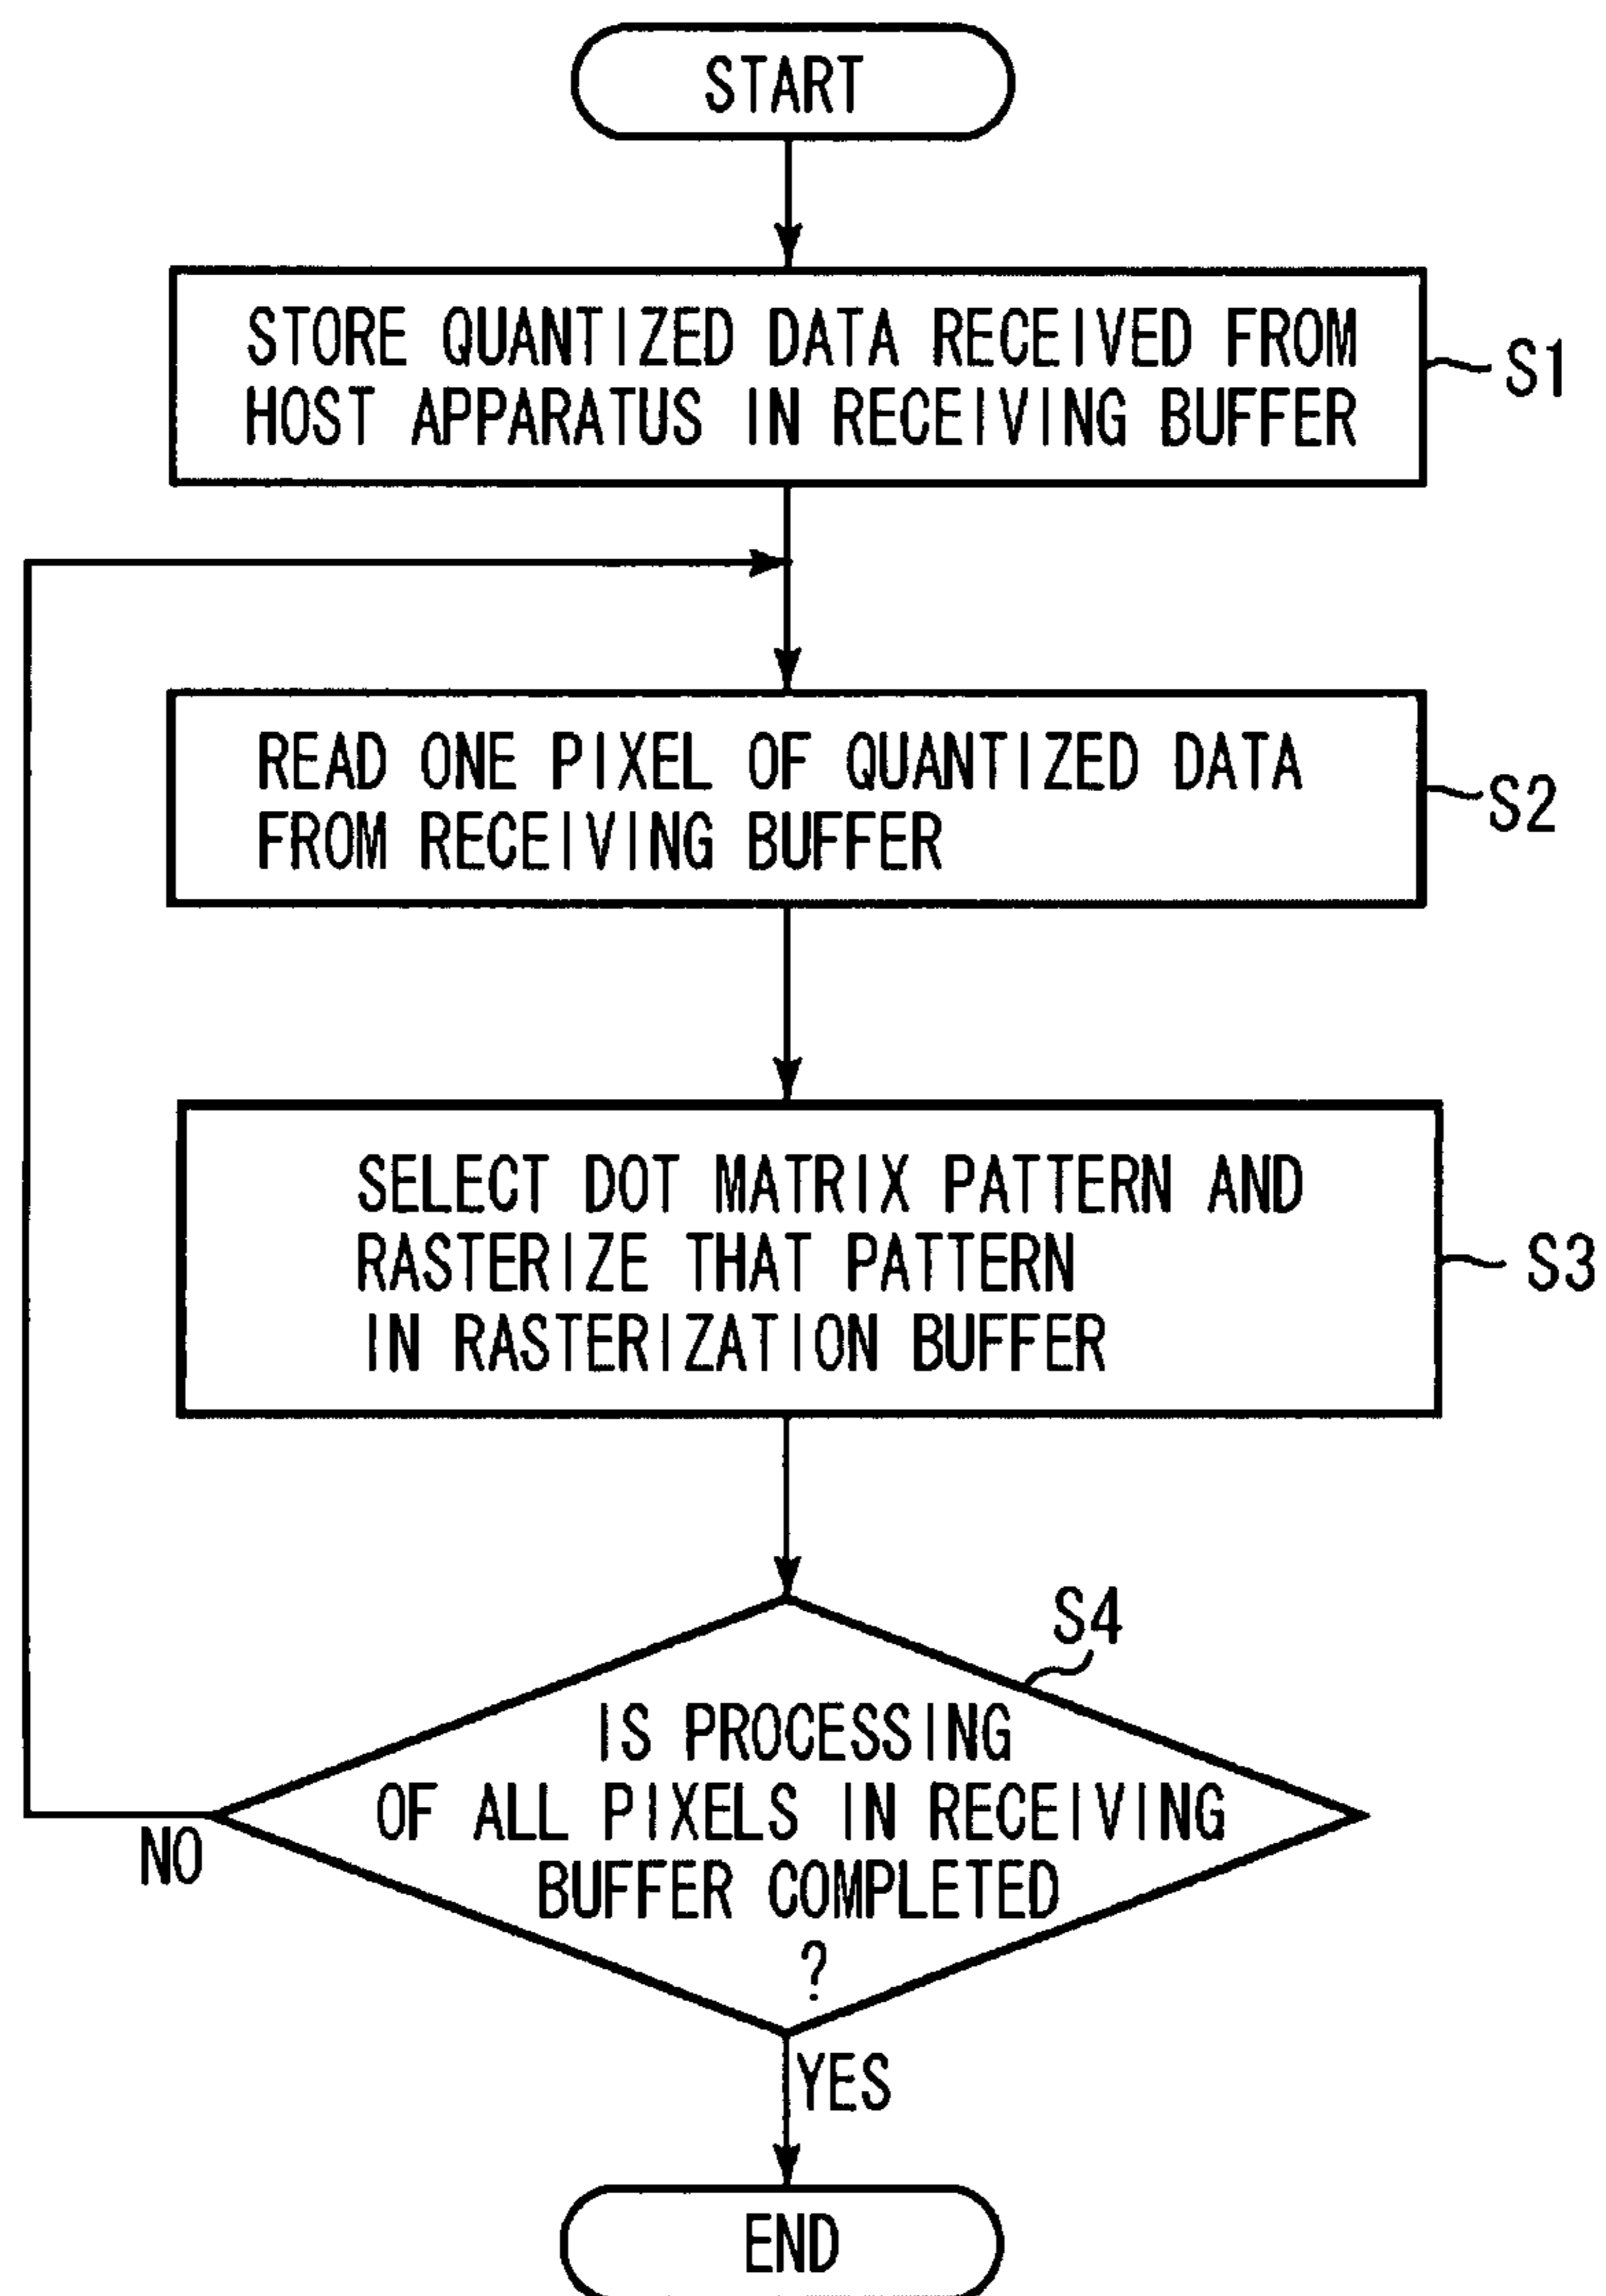 START
STORE QUANTIZED DATA RECEIVED FROM
HOST APPARATUS IN RECEIVING BUFFER
S1
READ ONE PIXEL OF QUANTIZED DATA
FROM RECEIVING BUFFER
S2
SELECT DOT MATRIX PATTERN AND
RASTERIZE THAT PATTERN
IN RASTERIZATION BUFFER
S3
S4
IS PROCESSING
OF ALL PIXELS IN RECEIVING
BUFFER COMPLETED
?
NO
YES
END